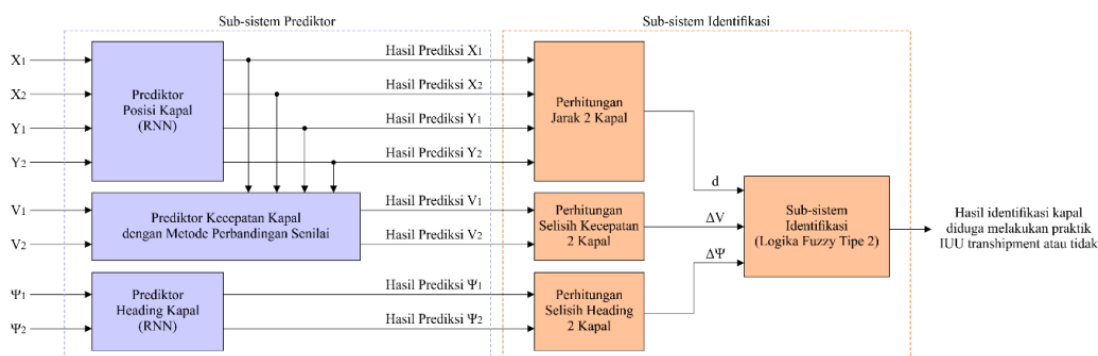 Sub-sistem Prediktor
Sub-sistem Identifikasi
X1
X2
Y1
Y2
Prediktor
Posisi Kapal
(RNN)
Hasil Prediksi X1
Hasil Prediksi X2
Hasil Prediksi Y1
Hasil Prediksi Y2
Perhitungan
Jarak 2 Kapal
V1
V2
Prediktor Kecepatan Kapal
dengan Metode Perbandingan Senilai
Hasil Prediksi V1
Hasil Prediksi V2
Perhitungan
Selisih Kecepatan
2 Kapal
Ψ1
Ψ2
Prediktor
Heading Kapal
(RNN)
Hasil Prediksi Ψ1
Hasil Prediksi Ψ2
Perhitungan
Selisih Heading
2 Kapal
d
ΔV
ΔΨ
Sub-sistem
Identifikasi
(Logika Fuzzy Tipe 2)
Hasil identifikasi kapal
diduga melakukan praktik
IUU transhipment atau tidak